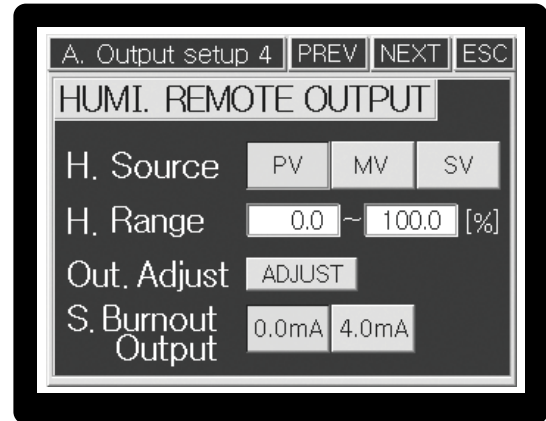 A. Output setup 4 PREV NEXT ESC
HUMI. REMOTE OUTPUT
H. Source PV MV SV
H. Range 0.0 ~ 100.0 [%]
Out. Adjust ADJUST
S. Burnout
Output 0.0mA 4.0mA